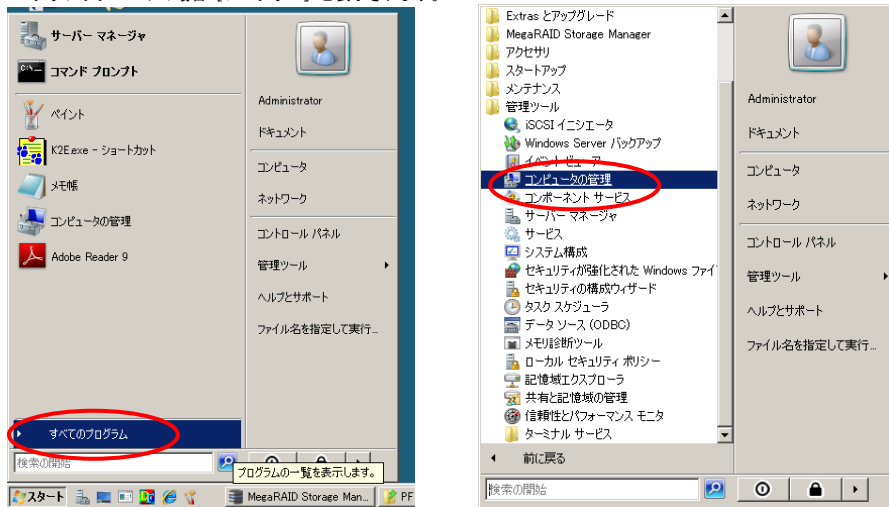 サーバー マネージャ
コマンド プロンプト
ペイント
K2E.exe - ショートカット
メモ帳
コンピュータの管理
Adobe Reader 9
すべてのプログラム
検索の開始
Administrator
ドキュメント
コンピュータ
ネットワーク
コントロール パネル
管理ツール
ヘルプとサポート
ファイル名を指定して実行...
プログラムの一覧を表示します。
スタート
MegaRAID Storage Man...
PF
Extras とアップグレード
MegaRAID Storage Manager
アクセサリ
スタートアップ
メンテナンス
管理ツール
iSCSI イニシエータ
Windows Server バックアップ
イベント ビューア
コンピュータの管理
コンポーネント サービス
サーバー マネージャ
サービス
システム構成
セキュリティが強化された Windows ファイ
セキュリティの構成ウィザード
タスク スケジューラ
データ ソース (ODBC)
メモリ診断ツール
ローカル セキュリティ ポリシー
記憶域エクスプローラ
共有と記憶域の管理
信頼性とパフォーマンス モニタ
ターミナル サービス
前に戻る
検索の開始
Administrator
ドキュメント
コンピュータ
ネットワーク
コントロール パネル
管理ツール
ヘルプとサポート
ファイル名を指定して実行...